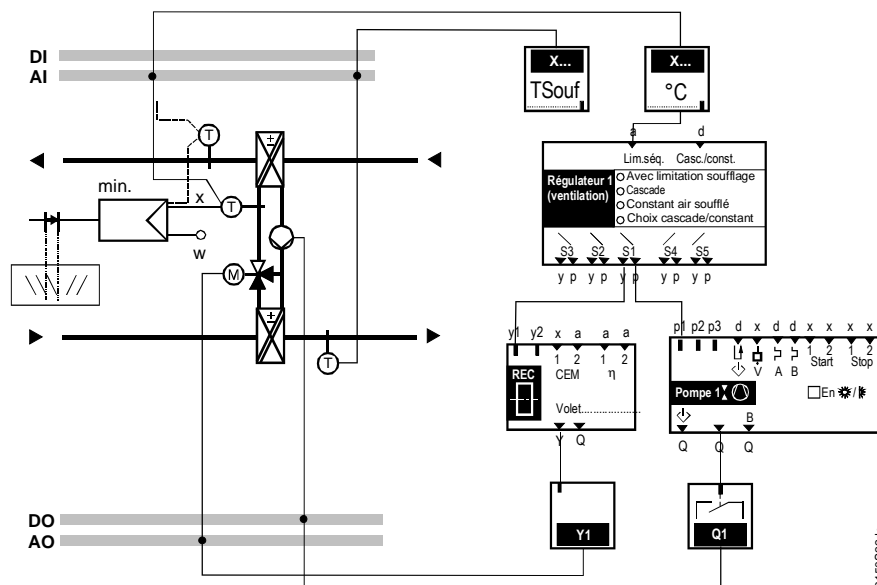 DI
AI
X...
X...
TSouf
°C
a d
Lim.séq. Casc./const.
Régulateur 1
(ventilation)
Avec limitation soufflage
Cascade
Constant air soufflé
Choix cascade/constant
S3 S2 S1 S4 S5
y p y p y p y p y p
T
min.
x
T
w
M
T
y1 y2 x a a a
1 2 1 2
REC
CEM η
Volet
Y Q
p1 p2 p3 d x d d x x x x
1 2 1 2
V A B Start Stop
Pompe 1
En
B
Q Q Q
DO
AO
Y1
Q1